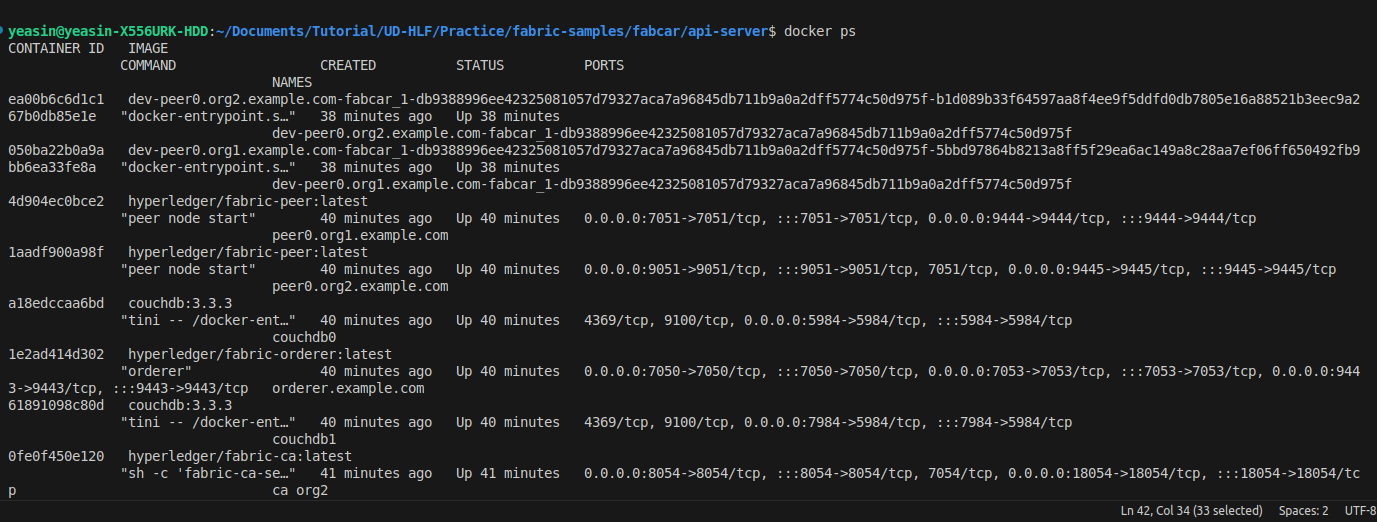 yeasin@yeasin-X556URK-HDD:~/Documents/Tutorial/UD-HLF/Practice/fabric-samples/fabcar/api-server$ docker ps
CONTAINER ID   IMAGE
COMMAND                  CREATED          STATUS          PORTS
NAMES
ea00b6c6d1c1   dev-peer0.org2.example.com-fabcar_1-db9388996ee42325081057d79327aca7a96845db711b9a0a2dff5774c50d975f-b1d089b33f64597aa8f4ee9f5ddfd0db7805e16a88521b3eec9a2
67b0db85e1e   "docker-entrypoint.s…"   38 minutes ago   Up 38 minutes
dev-peer0.org2.example.com-fabcar_1-db9388996ee42325081057d79327aca7a96845db711b9a0a2dff5774c50d975f
050ba22b0a9a   dev-peer0.org1.example.com-fabcar_1-db9388996ee42325081057d79327aca7a96845db711b9a0a2dff5774c50d975f-5bbd97864b8213a8ff5f29ea6ac149a8c28aa7ef06ff650492fb9
bb6ea33fe8a   "docker-entrypoint.s…"   38 minutes ago   Up 38 minutes
dev-peer0.org1.example.com-fabcar_1-db9388996ee42325081057d79327aca7a96845db711b9a0a2dff5774c50d975f
4d904ec0bce2   hyperledger/fabric-peer:latest
"peer node start"        40 minutes ago   Up 40 minutes   0.0.0.0:7051->7051/tcp, :::7051->7051/tcp, 0.0.0.0:9444->9444/tcp, :::9444->9444/tcp
peer0.org1.example.com
1aadf900a98f   hyperledger/fabric-peer:latest
"peer node start"        40 minutes ago   Up 40 minutes   0.0.0.0:9051->9051/tcp, :::9051->9051/tcp, 7051/tcp, 0.0.0.0:9445->9445/tcp, :::9445->9445/tcp
peer0.org2.example.com
a18edccaa6bd   couchdb:3.3.3
"tini -- /docker-ent…"   40 minutes ago   Up 40 minutes   4369/tcp, 9100/tcp, 0.0.0.0:5984->5984/tcp, :::5984->5984/tcp
couchdb0
1e2ad414d302   hyperledger/fabric-orderer:latest
"orderer"                40 minutes ago   Up 40 minutes   0.0.0.0:7050->7050/tcp, :::7050->7050/tcp, 0.0.0.0:7053->7053/tcp, :::7053->7053/tcp, 0.0.0.0:944
3->9443/tcp, :::9443->9443/tcp   orderer.example.com
61891098c80d   couchdb:3.3.3
"tini -- /docker-ent…"   40 minutes ago   Up 40 minutes   4369/tcp, 9100/tcp, 0.0.0.0:7984->5984/tcp, :::7984->5984/tcp
couchdb1
0fe0f450e120   hyperledger/fabric-ca:latest
"sh -c 'fabric-ca-se…"   41 minutes ago   Up 41 minutes   0.0.0.0:8054->8054/tcp, :::8054->8054/tcp, 7054/tcp, 0.0.0.0:18054->18054/tcp, :::18054->18054/tc
p                                ca_org2
Ln 42, Col 34 (33 selected)   Spaces: 2   UTF-8